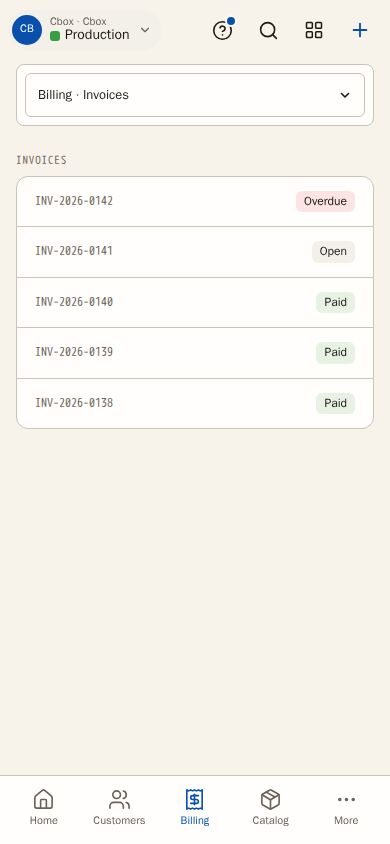 CB
Cbox · Cbox
Production
Billing · Invoices
INVOICES
INV-2026-0142
Overdue
INV-2026-0141
Open
INV-2026-0140
Paid
INV-2026-0139
Paid
INV-2026-0138
Paid
Home
Customers
Billing
Catalog
More